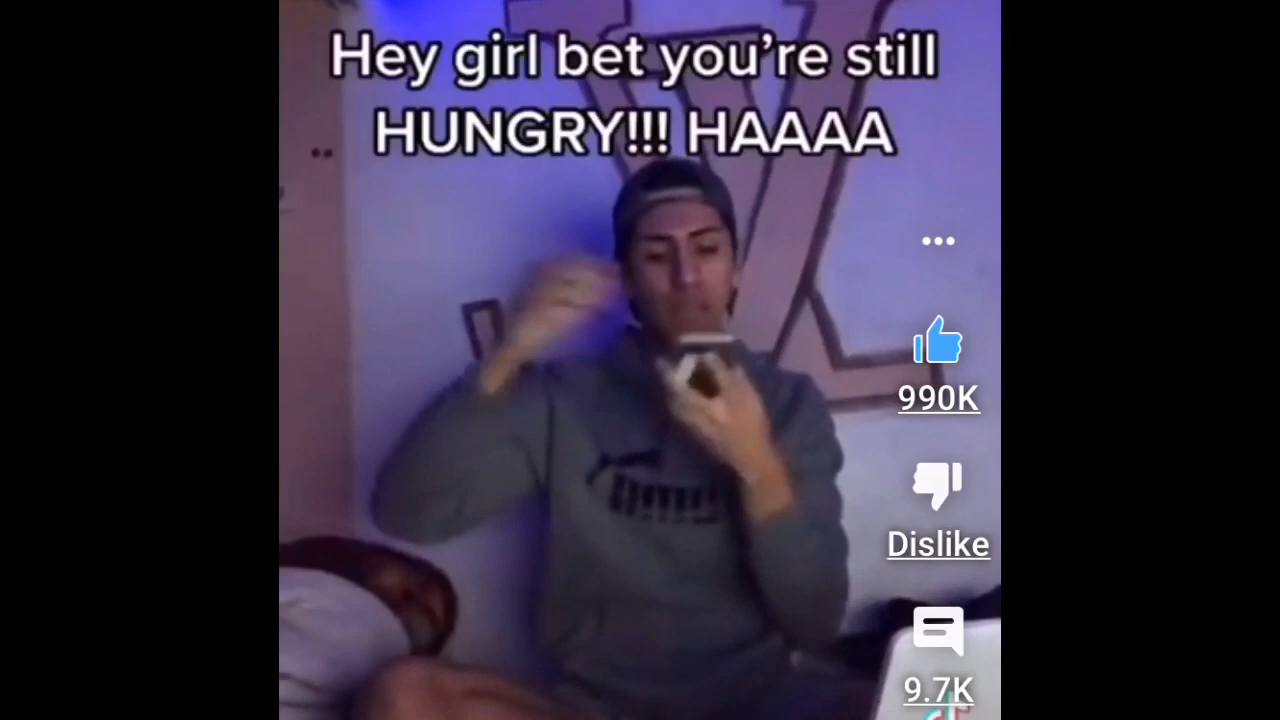 Hey girl bet you’re still
HUNGRY!!! HAAAA
990K
Dislike
9.7K